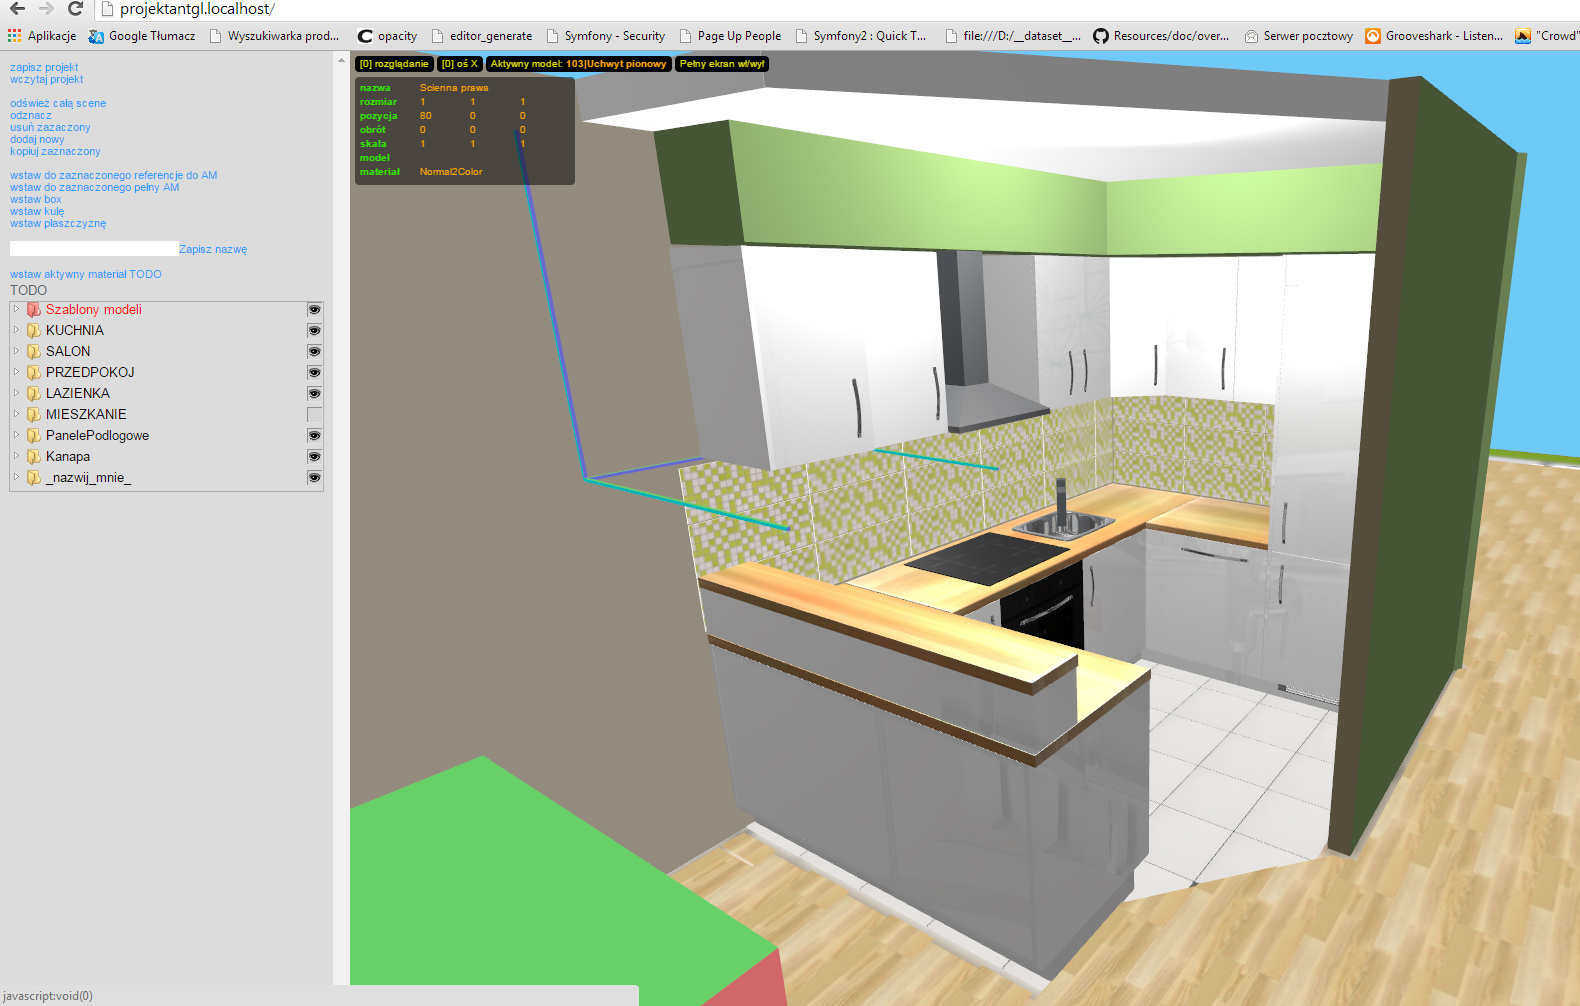 projektantgl.localhost/
Aplikacje Google Tłumacz Wyszukiwarka prod... opacity editor_generate Symfony - Security Page Up People Symfony2 : Quick T... file:///D:/__dataset__... Resources/doc/over... Serwer pocztowy Grooveshark - Listen... "Crowd"
zapisz projekt
wczytaj projekt
odśwież całą scene
odznacz
usuń zazaczony
dodaj nowy
kopiuj zaznaczony
wstaw do zaznaczonego referencje do AM
wstaw do zaznaczonego pełny AM
wstaw box
wstaw kulę
wstaw plaszczyznę
Zapisz nazwę
wstaw aktywny materiał TODO
TODO
Szablony modeli
KUCHNIA
SALON
PRZEDPOKOJ
LAZIENKA
MIESZKANIE
PanelePodlogowe
Kanapa
_nazwij_mnie_
[0] rozglądanie [0] oś X Aktywny model: 103|Uchwyt pionowy Pełny ekran wł/wył
nazwa Scienna prawa
rozmiar 1 1 1
pozycja 80 0 0
obrót 0 0 0
skala 1 1 1
model
materiał Normal2Color
javascript:void(0)